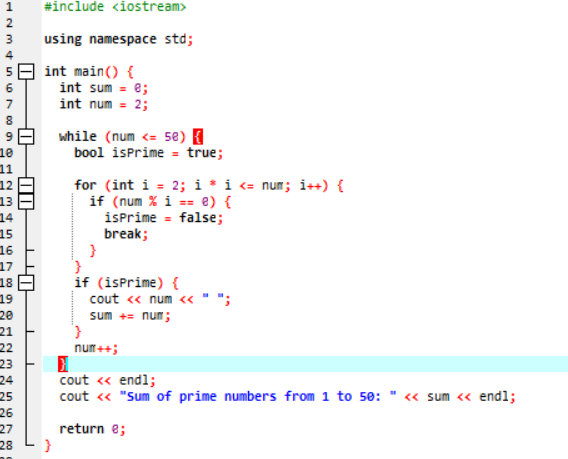 1 #include <iostream>
2
3 using namespace std;
4
5 int main() {
6 int sum = 0;
7 int num = 2;
8
9 while (num <= 50) {
10 bool isPrime = true;
11
12 for (int i = 2; i * i <= num; i++) {
13 if (num % i == 0) {
14 isPrime = false;
15 break;
16 }
17 }
18 if (isPrime) {
19 cout << num << " ";
20 sum += num;
21 }
22 num++;
23 }
24 cout << endl;
25 cout << "Sum of prime numbers from 1 to 50: " << sum << endl;
26
27 return 0;
28 }